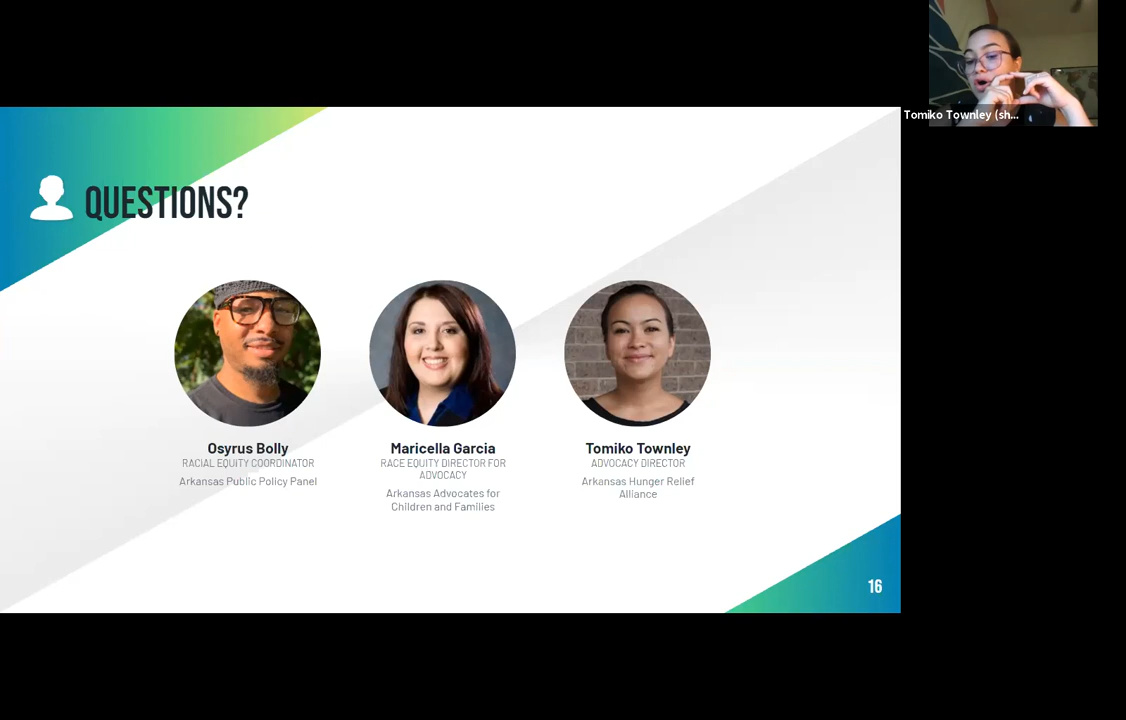 Tomiko Townley (sh...
QUESTIONS?
Osyrus Bolly
RACIAL EQUITY COORDINATOR
Arkansas Public Policy Panel
Maricella Garcia
RACE EQUITY DIRECTOR FOR
ADVOCACY
Arkansas Advocates for
Children and Families
Tomiko Townley
ADVOCACY DIRECTOR
Arkansas Hunger Relief
Alliance
16